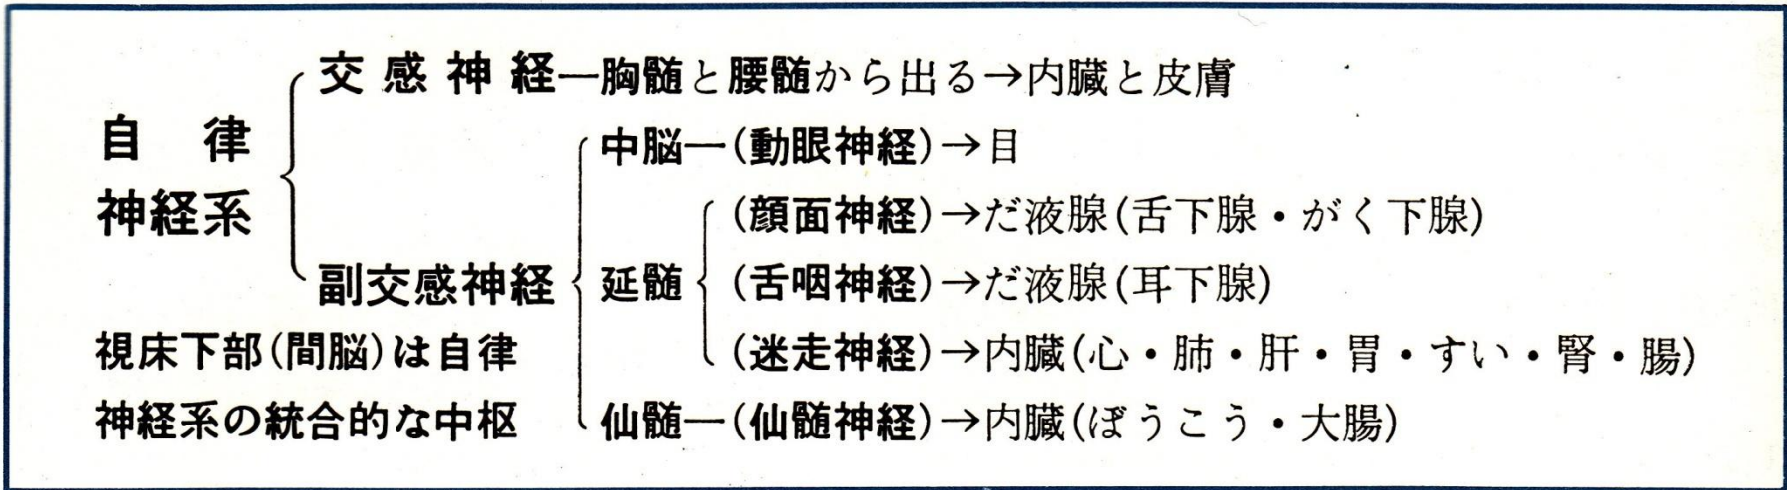 交感神経―胸髄と腰髄から出る→内臓と皮膚
自律
神経系
中脳―(動眼神経)→目
(顔面神経)→だ液腺(舌下腺・がく下腺)
副交感神経
延髄
(舌咽神経)→だ液腺(耳下腺)
(迷走神経)→内臓(心・肺・肝・胃・すい・腎・腸)
仙髄―(仙髄神経)→内臓(ぼうこう・大腸)
視床下部(間脳)は自律
神経系の統合的な中枢